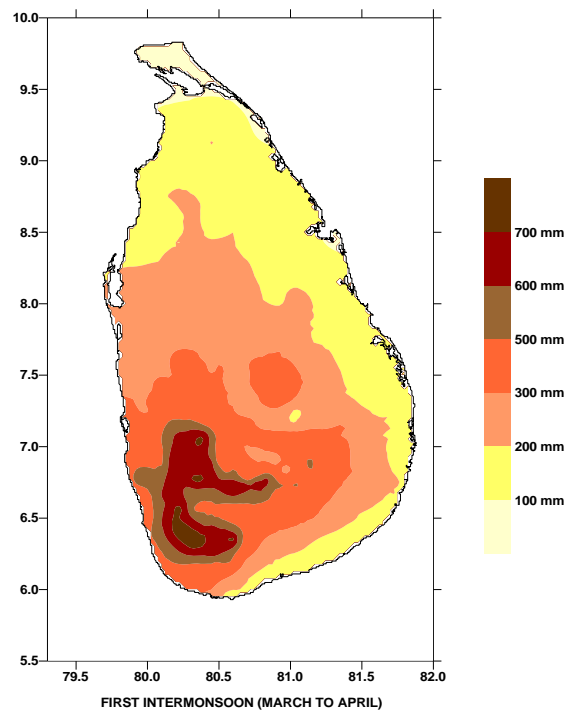 10.0
9.5
9.0
8.5
8.0
7.5
7.0
6.5
6.0
5.5
79.5 80.0 80.5 81.0 81.5 82.0
FIRST INTERMONSOON (MARCH TO APRIL)
700 mm
600 mm
500 mm
300 mm
200 mm
100 mm